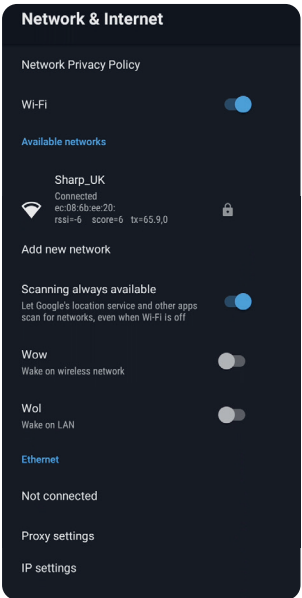 Network & Internet
Network Privacy Policy
Wi-Fi
Available networks
Sharp_UK
Connected
ec:08:6b:ee:20:
rssi=-6 score=6 tx=65.9,0
Add new network
Scanning always available
Let Google's location service and other apps
scan for networks, even when Wi-Fi is off
Wow
Wake on wireless network
Wol
Wake on LAN
Ethernet
Not connected
Proxy settings
IP settings